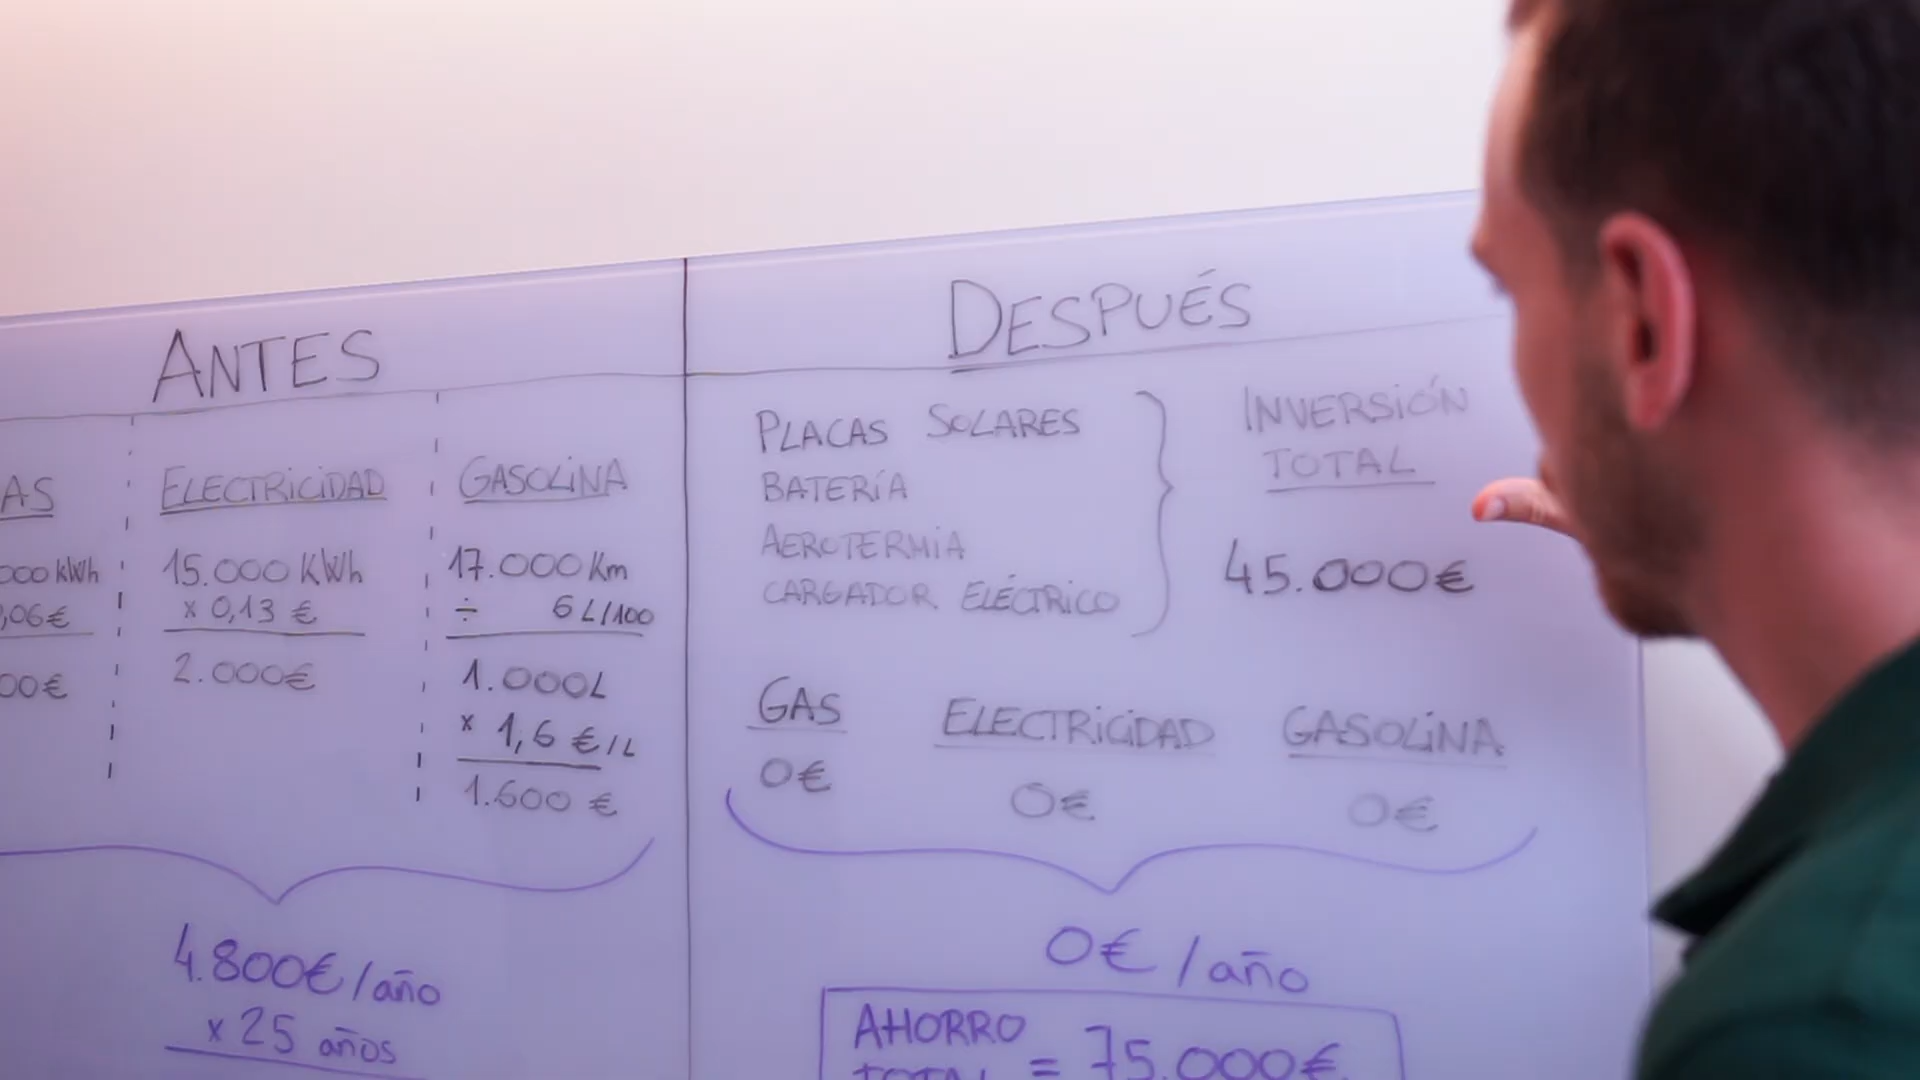 ANTES
AS
000 kWh
,06€
00€
ELECTRICIDAD
15.000 KWh
x 0,13 €
2.000€
GASOLINA
17.000 Km
÷ 6 L/100
1.000L
x 1,6 €/L
1.600 €
4.800€/año
x 25 años
DESPUÉS
PLACAS SOLARES
BATERÍA
AEROTERMIA
CARGADOR ELÉCTRICO
INVERSIÓN
TOTAL
45.000€
GAS
0€
ELECTRICIDAD
0€
GASOLINA
0€
0€/año
AHORRO
TOTAL = 75.000€